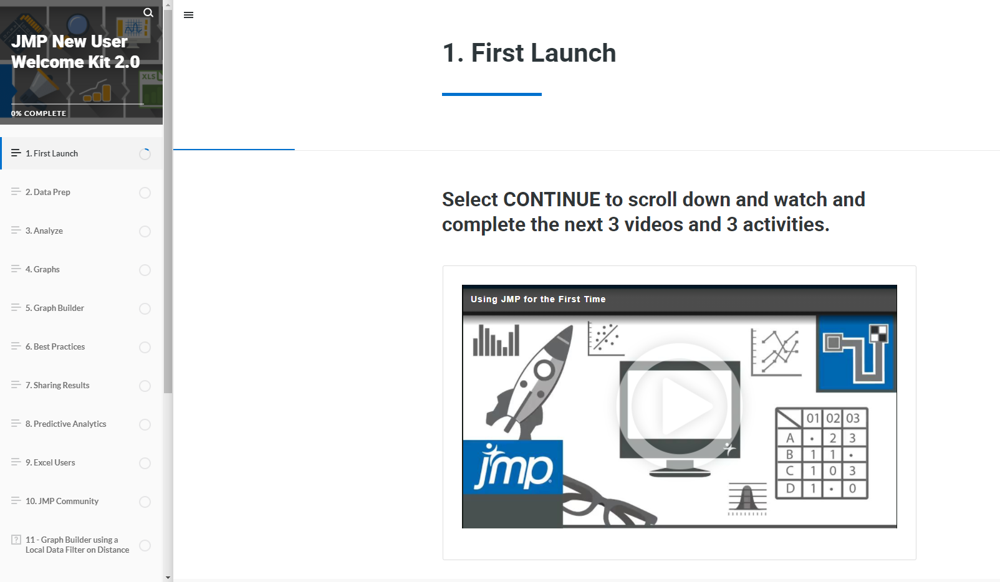 JMP New User
Welcome Kit 2.0
XLS
0% COMPLETE
1. First Launch
2. Data Prep
3. Analyze
4. Graphs
5. Graph Builder
6. Best Practices
7. Sharing Results
8. Predictive Analytics
9. Excel Users
10. JMP Community
11 - Graph Builder using a
Local Data Filter on Distance
1. First Launch
Select CONTINUE to scroll down and watch and
complete the next 3 videos and 3 activities.
Using JMP for the First Time
01 02 03
A • 2 3
B 1 1 •
C 1 0 3
D 1 • 0
jmp